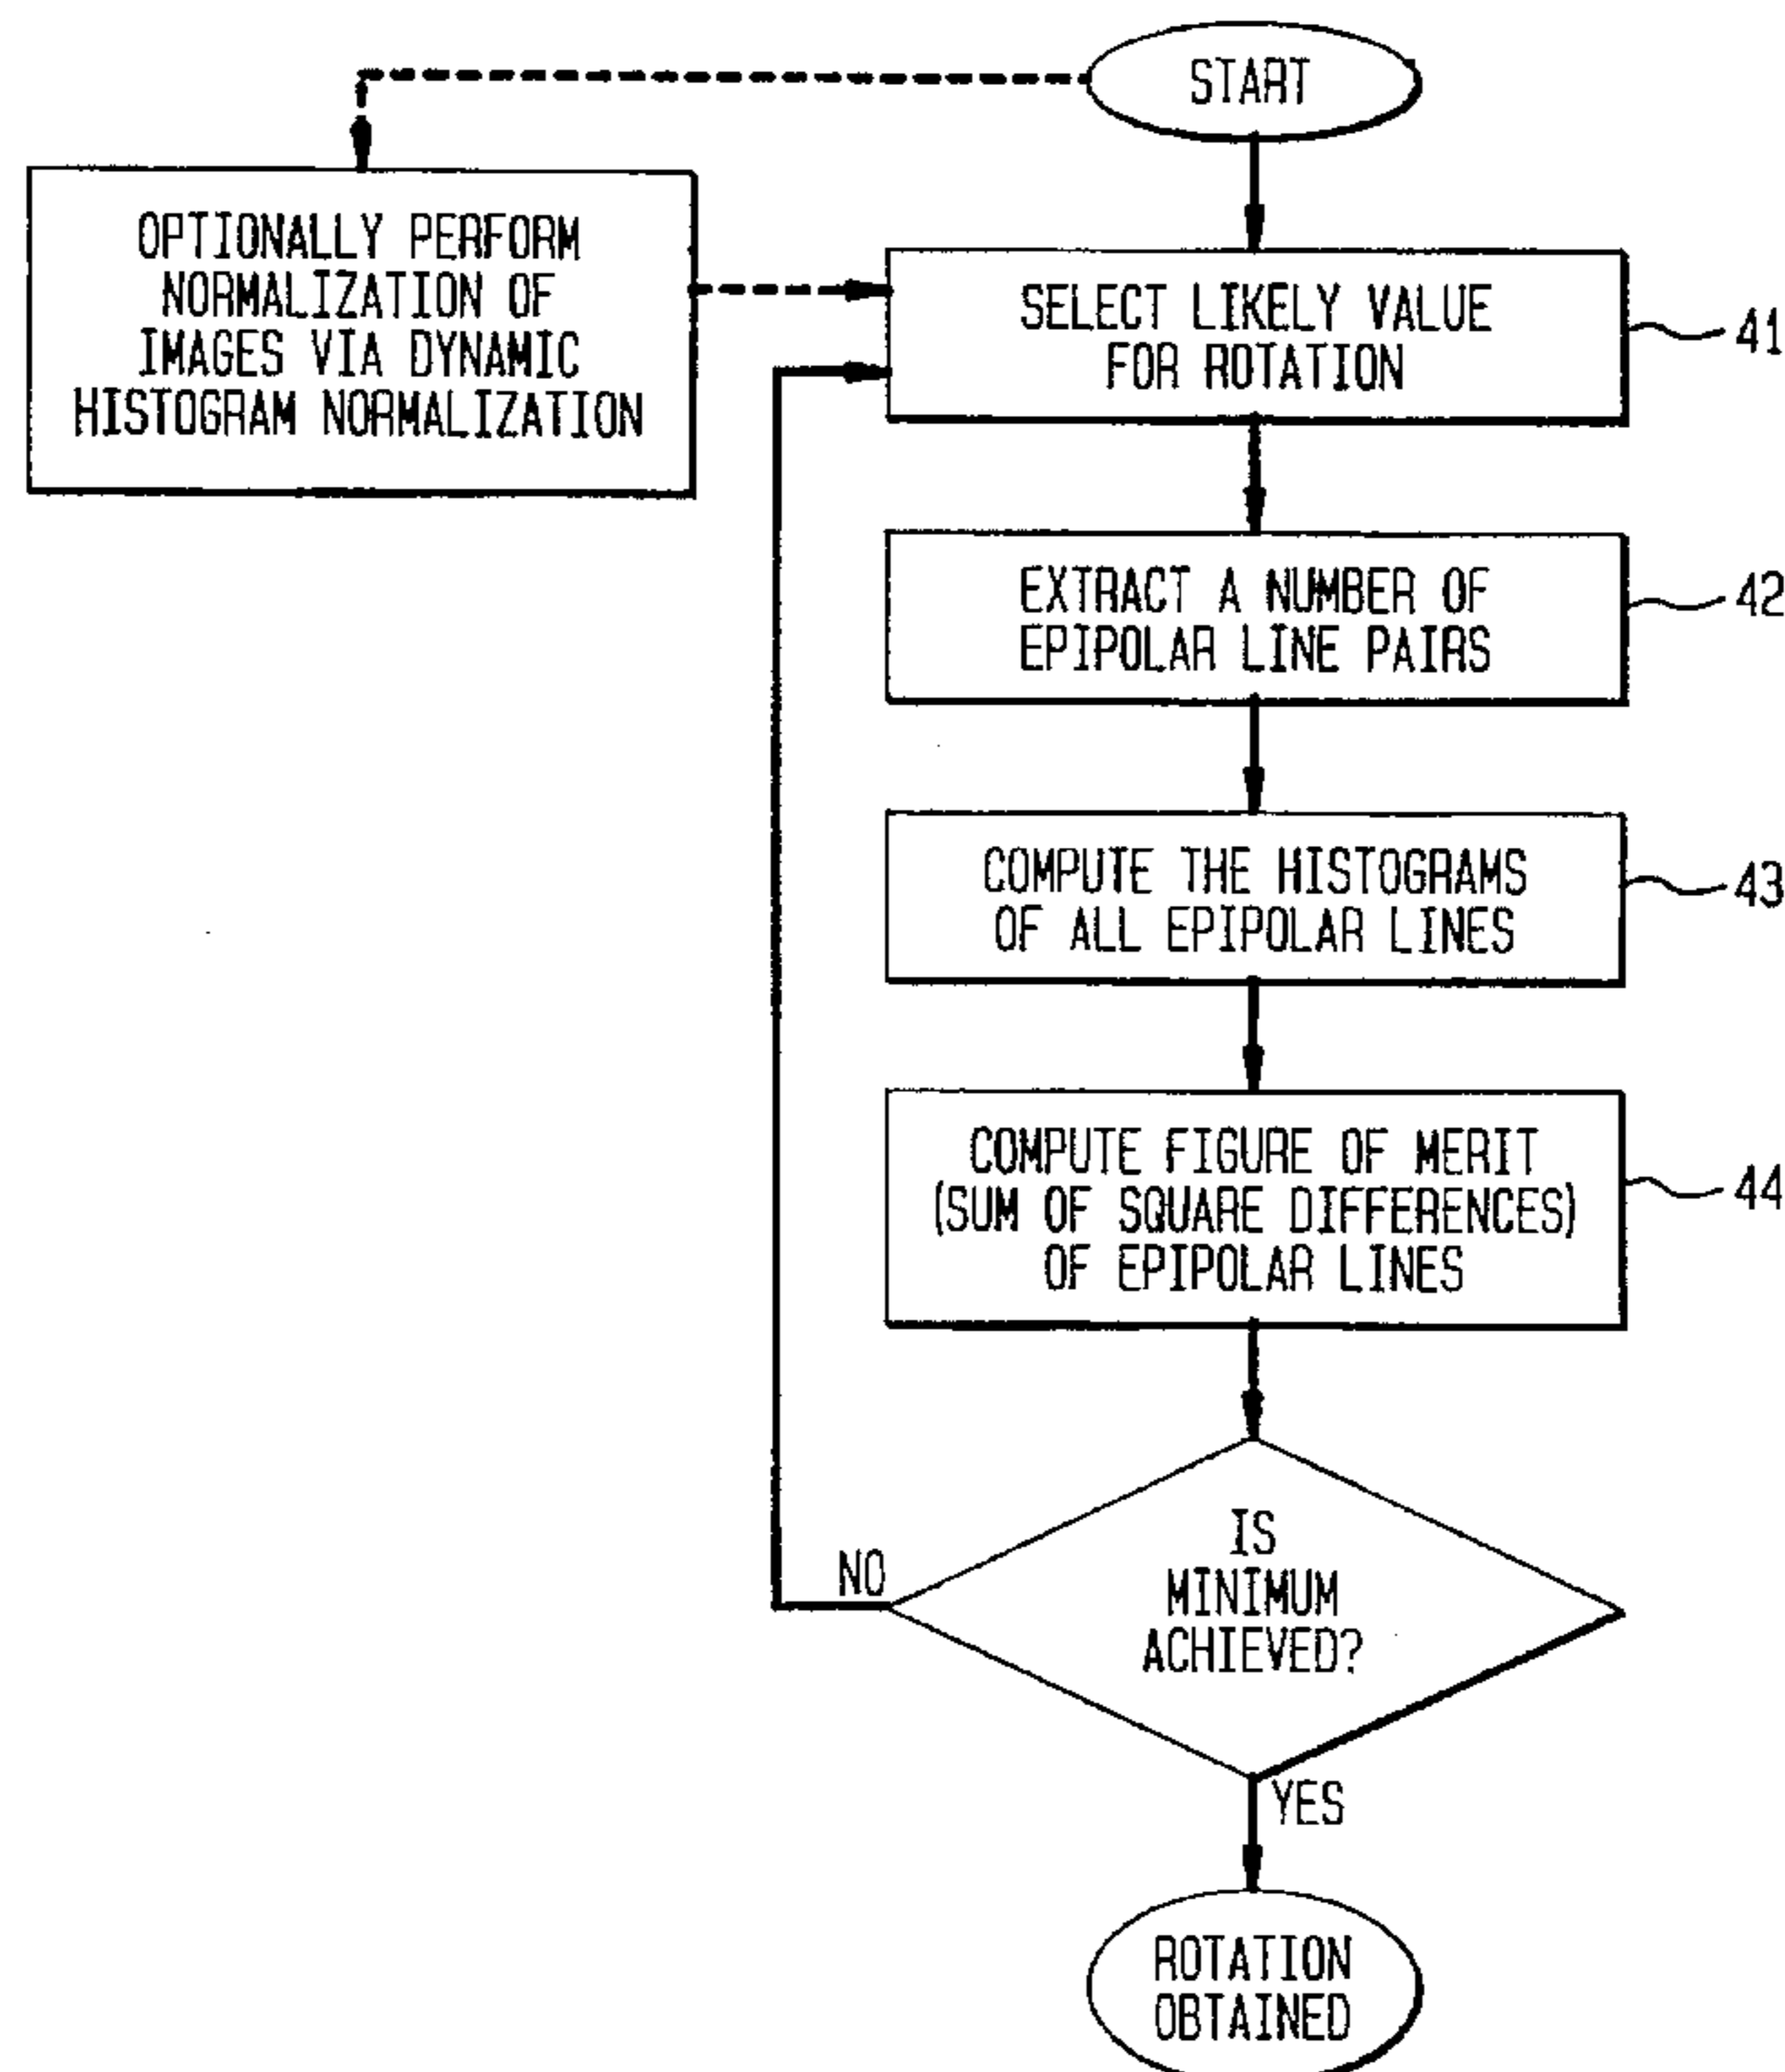 START
OPTIONALLY PERFORM
NORMALIZATION OF
IMAGES VIA DYNAMIC
HISTOGRAM NORMALIZATION
SELECT LIKELY VALUE
FOR ROTATION
41
EXTRACT A NUMBER OF
EPIPOLAR LINE PAIRS
42
COMPUTE THE HISTOGRAMS
OF ALL EPIPOLAR LINES
43
COMPUTE FIGURE OF MERIT
(SUM OF SQUARE DIFFERENCES)
OF EPIPOLAR LINES
44
IS
MINIMUM
ACHIEVED?
NO
YES
ROTATION
OBTAINED